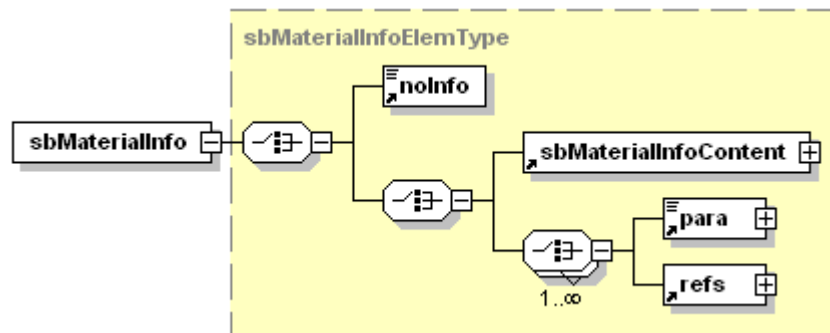 sbMaterialInfoElemType
noInfo
sbMaterialInfo
sbMaterialInfoContent
para
refs
1..∞